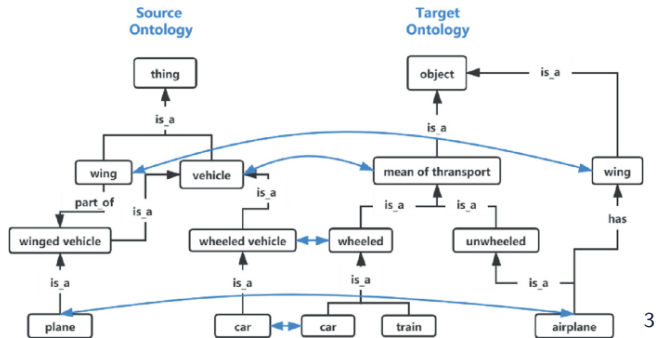 Source Ontology
Target Ontology
thing
object
is_a
is_a
is_a
wing
vehicle
mean of thransport
wing
part of
is_a
is_a
is_a
is_a
has
winged vehicle
wheeled vehicle
wheeled
unwheeled
is_a
is_a
is_a
is_a
plane
car
car
train
airplane
3